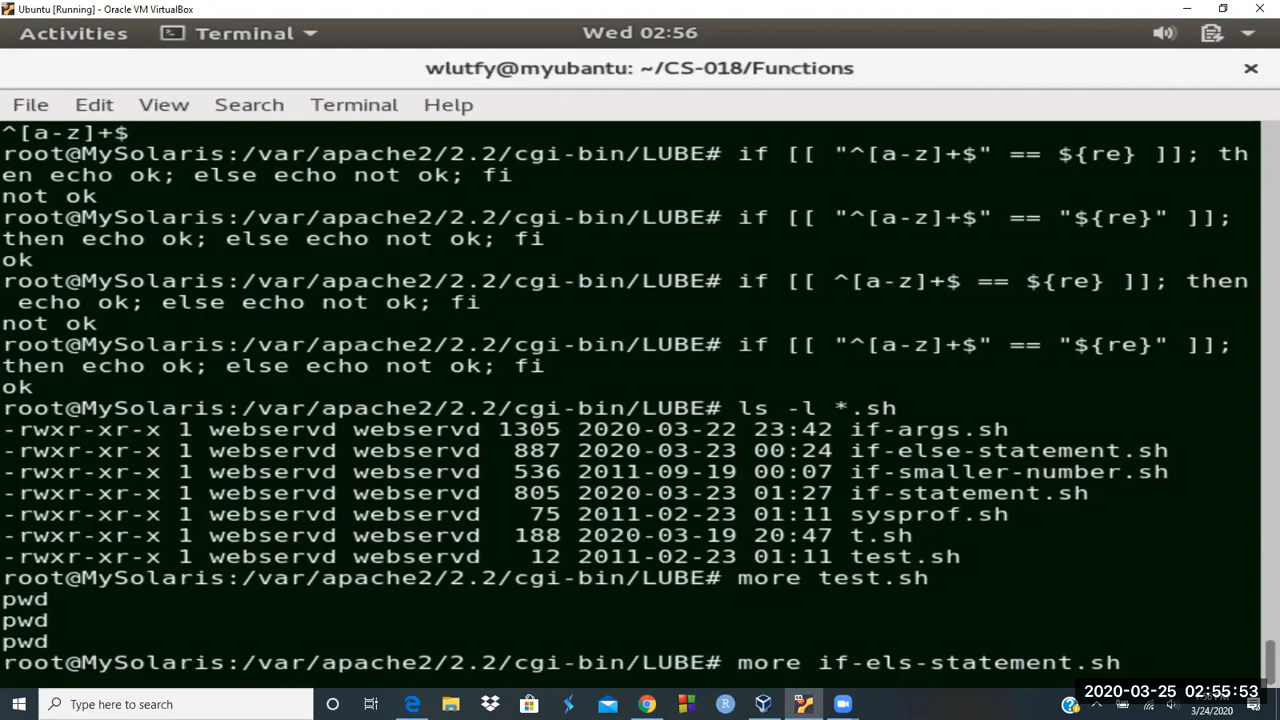 Ubuntu [Running] - Oracle VM VirtualBox
Activities Terminal Wed 02:56
wlutfy@myubantu: ~/CS-018/Functions
File Edit View Search Terminal Help
^[a-z]+$
root@MySolaris:/var/apache2/2.2/cgi-bin/LUBE# if [[ "^[a-z]+$" == ${re} ]]; th
en echo ok; else echo not ok; fi
not ok
root@MySolaris:/var/apache2/2.2/cgi-bin/LUBE# if [[ "^[a-z]+$" == "${re}" ]];
then echo ok; else echo not ok; fi
ok
root@MySolaris:/var/apache2/2.2/cgi-bin/LUBE# if [[ ^[a-z]+$ == ${re} ]]; then
 echo ok; else echo not ok; fi
not ok
root@MySolaris:/var/apache2/2.2/cgi-bin/LUBE# if [[ "^[a-z]+$" == "${re}" ]];
then echo ok; else echo not ok; fi
ok
root@MySolaris:/var/apache2/2.2/cgi-bin/LUBE# ls -l *.sh
-rwxr-xr-x 1 webservd webservd 1305 2020-03-22 23:42 if-args.sh
-rwxr-xr-x 1 webservd webservd  887 2020-03-23 00:24 if-else-statement.sh
-rwxr-xr-x 1 webservd webservd  536 2011-09-19 00:07 if-smaller-number.sh
-rwxr-xr-x 1 webservd webservd  805 2020-03-23 01:27 if-statement.sh
-rwxr-xr-x 1 webservd webservd   75 2011-02-23 01:11 sysprof.sh
-rwxr-xr-x 1 webservd webservd  188 2020-03-19 20:47 t.sh
-rwxr-xr-x 1 webservd webservd   12 2011-02-23 01:11 test.sh
root@MySolaris:/var/apache2/2.2/cgi-bin/LUBE# more test.sh
pwd
pwd
pwd
root@MySolaris:/var/apache2/2.2/cgi-bin/LUBE# more if-els-statement.sh
Type here to search
2020-03-25 02:55:53
3/24/2020